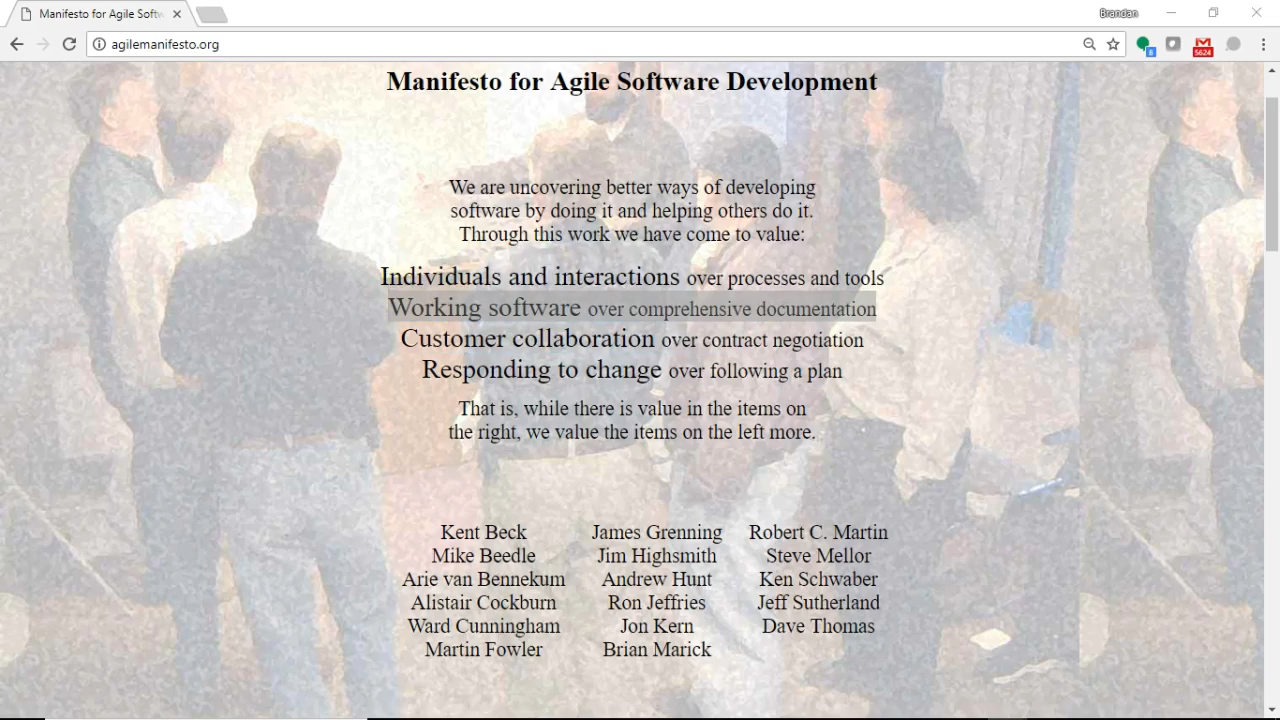 Manifesto for Agile Softw
Brandan
agilemanifesto.org
8
5624
Manifesto for Agile Software Development
We are uncovering better ways of developing
software by doing it and helping others do it.
Through this work we have come to value:
Individuals and interactions over processes and tools
Working software over comprehensive documentation
Customer collaboration over contract negotiation
Responding to change over following a plan
That is, while there is value in the items on
the right, we value the items on the left more.
Kent Beck James Grenning Robert C. Martin
Mike Beedle Jim Highsmith Steve Mellor
Arie van Bennekum Andrew Hunt Ken Schwaber
Alistair Cockburn Ron Jeffries Jeff Sutherland
Ward Cunningham Jon Kern Dave Thomas
Martin Fowler Brian Marick